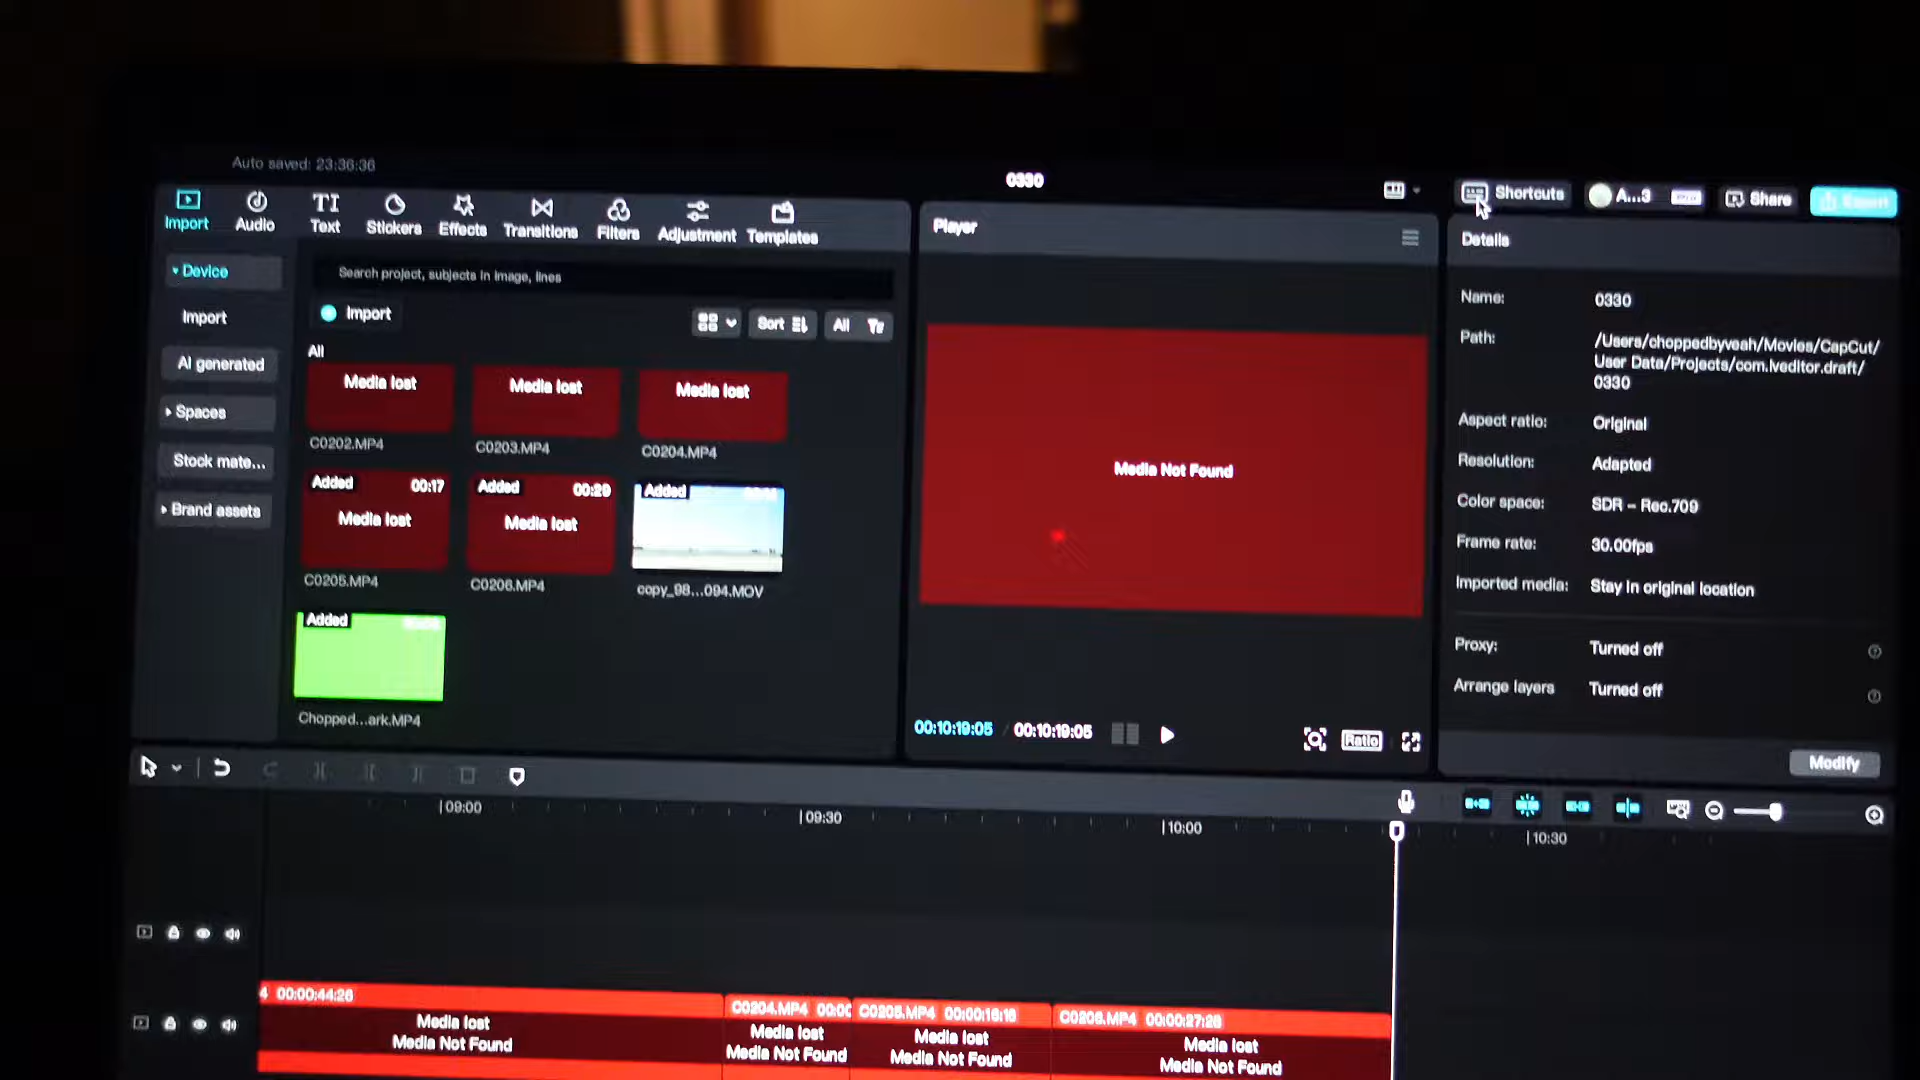 Auto saved: 23:36:36
0330
Shortcuts
A...3
Share
Import
Audio
TI
Text
Stickers
Effects
Transitions
Filters
Adjustment
Templates
Player
Details
Device
Import
AI generated
Spaces
Stock mate...
Brand assets
Search project, subjects in image, lines
Import
Sort
All
All
Media lost
C0202.MP4
Media lost
C0203.MP4
Media lost
C0204.MP4
Added 00:17
Media lost
C0205.MP4
Added 00:29
Media lost
C0206.MP4
Added
copy_98...094.MOV
Added
Chopped...ark.MP4
Media Not Found
00:10:19:05 / 00:10:19:05
Ratio
Name: 0330
Path: /Users/choppedbyyeah/Movies/CapCut/
User Data/Projects/com.lveditor.draft/
0330
Aspect ratio: Original
Resolution: Adapted
Color space: SDR - Rec.709
Frame rate: 30.00fps
Imported media: Stay in original location
Proxy: Turned off
Arrange layers Turned off
Modify
09:00
09:30
10:00
10:30
4 00:00:44:26
Media lost
Media Not Found
C0204.MP4 00:00
Media lost
Media Not Found
C0205.MP4 00:00:16:16
Media lost
Media Not Found
C0206.MP4 00:00:27:28
Media lost
Media Not Found